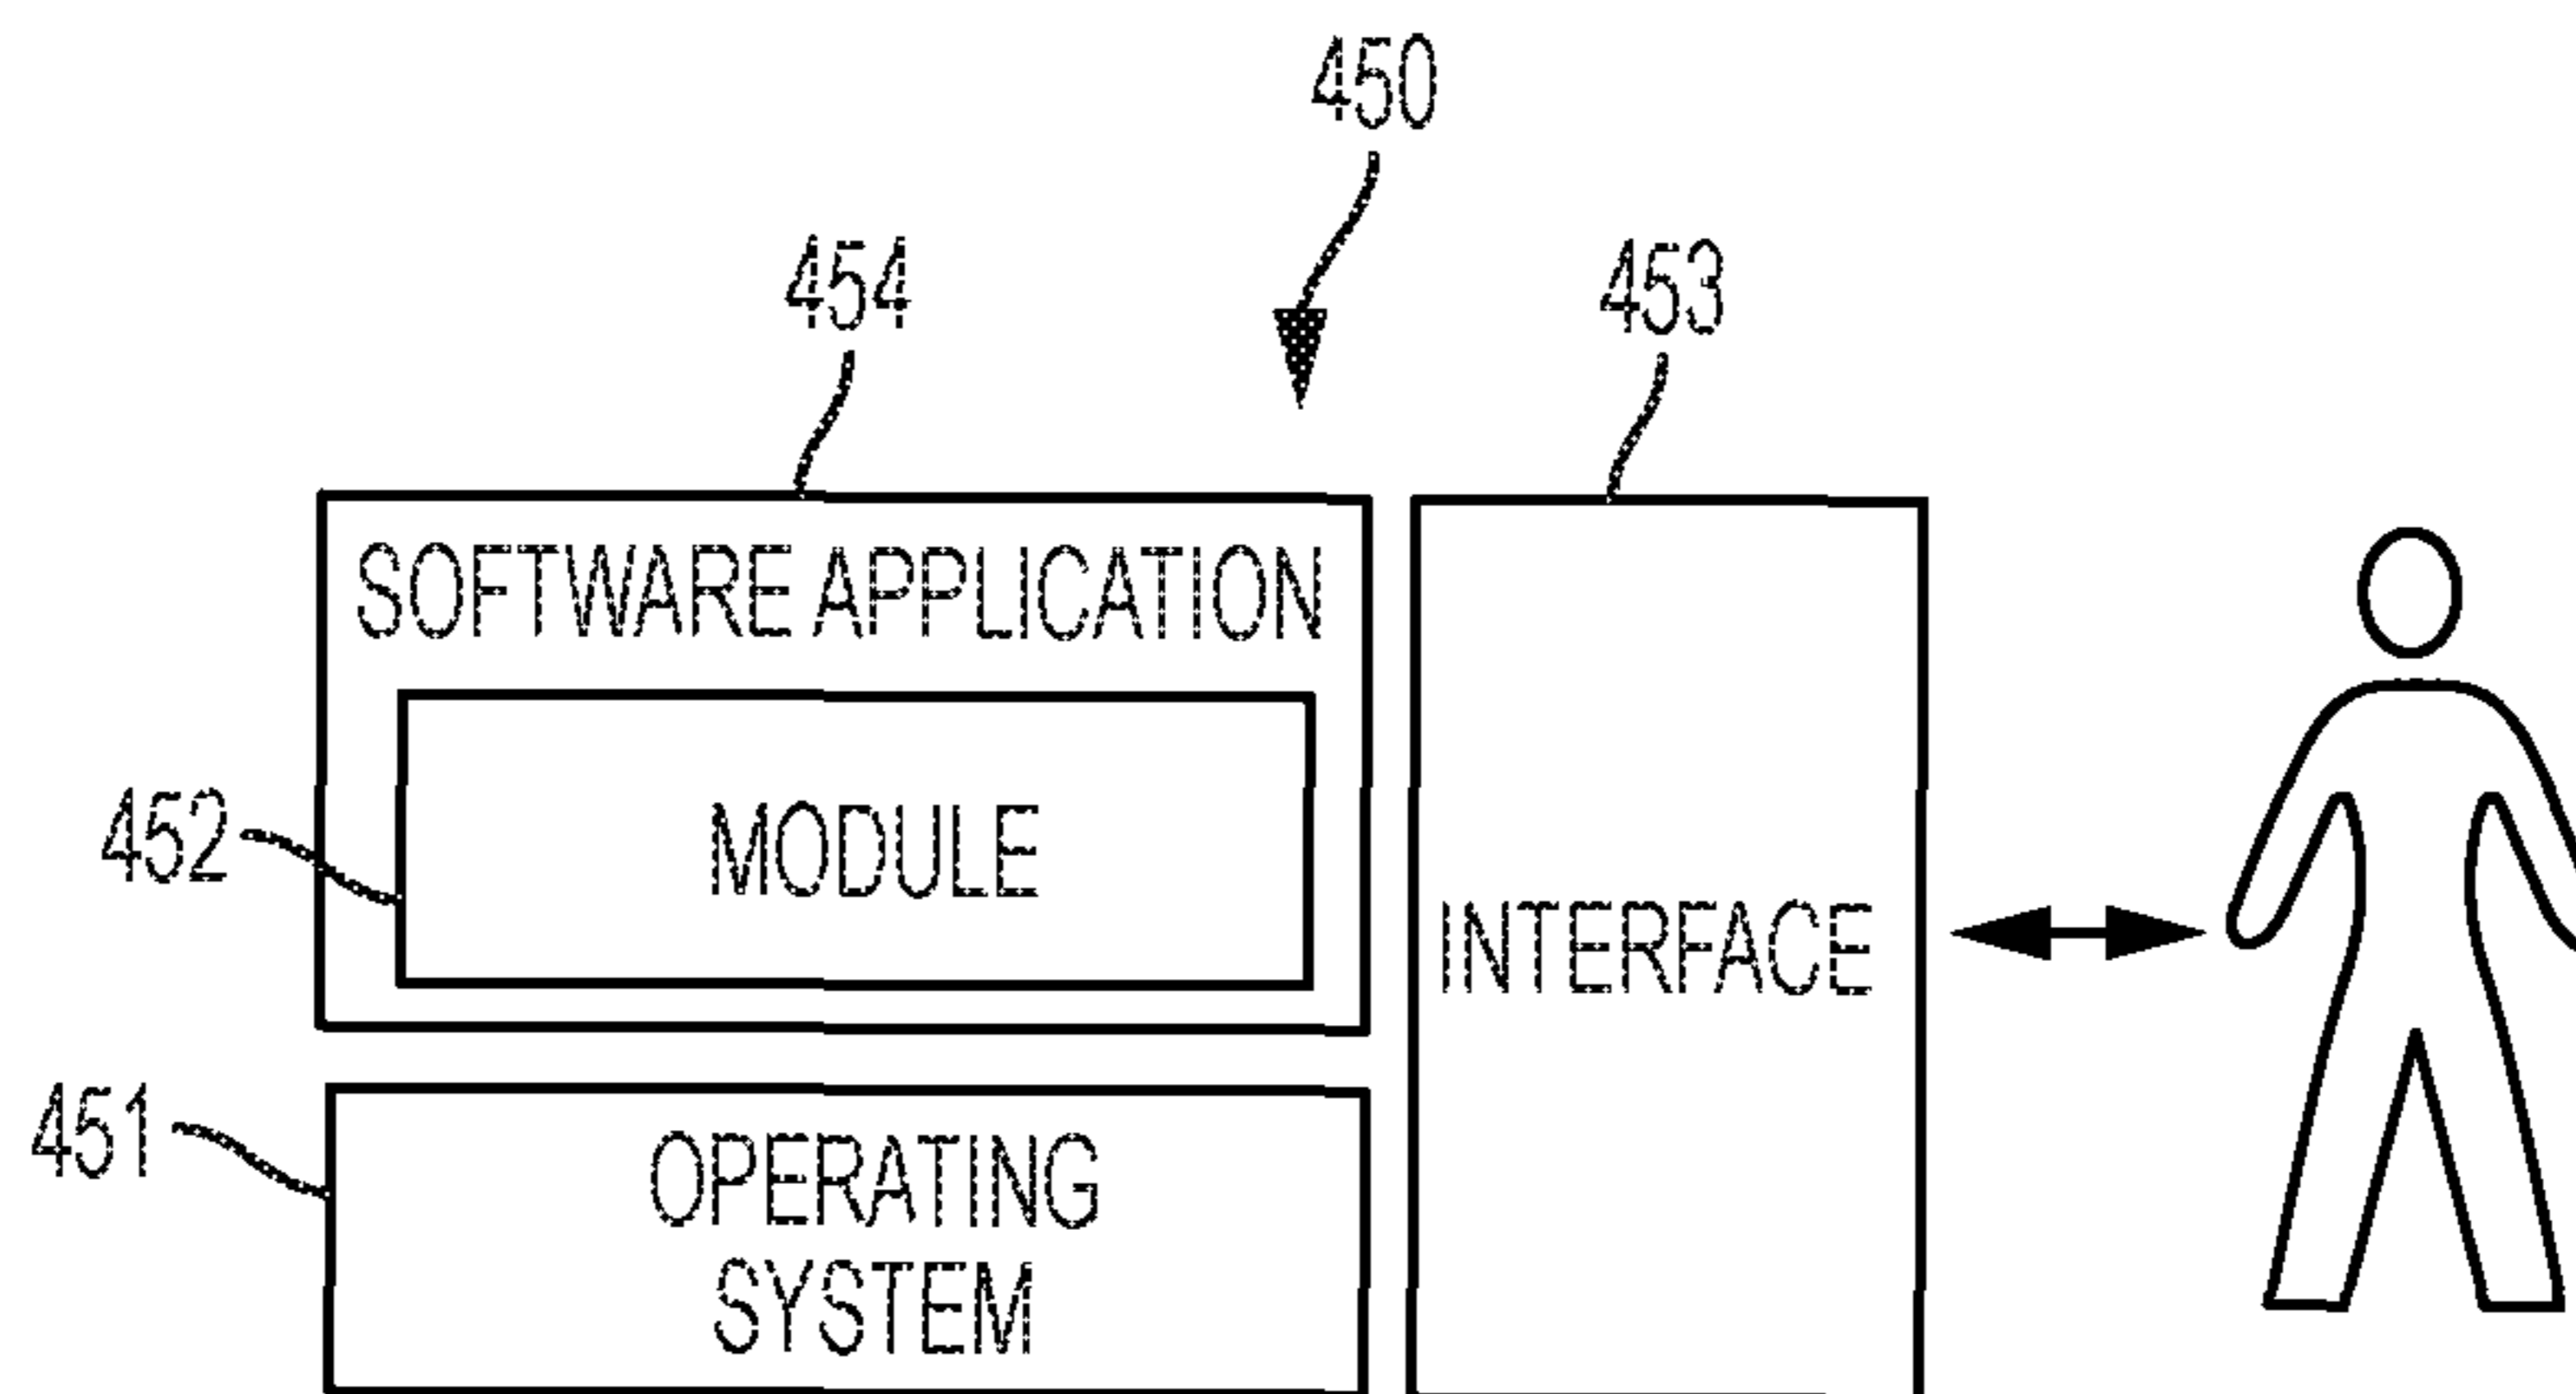 450
454
453
SOFTWARE APPLICATION
452
MODULE
INTERFACE
451
OPERATING
SYSTEM